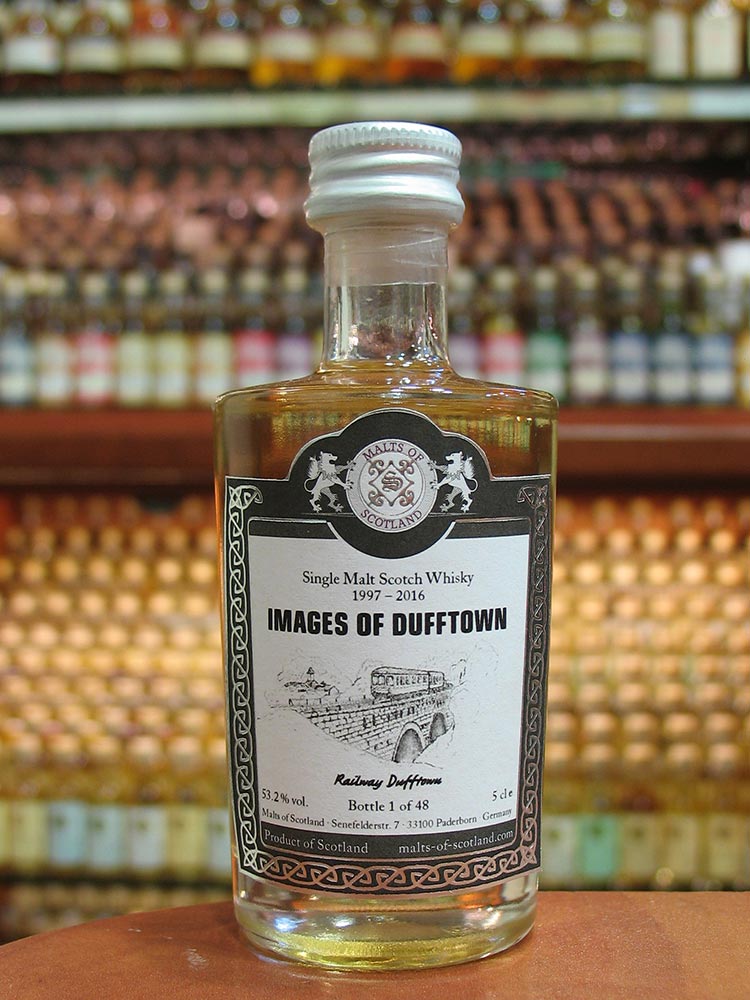 MALTS OF
S
SCOTLAND
Single Malt Scotch Whisky
1997 – 2016
IMAGES OF DUFFTOWN
Railway Dufftown
53.2% vol. Bottle 1 of 48 5 cl e
Malts of Scotland · Senefelderstr. 7 · 33100 Paderborn Germany
Product of Scotland malts-of-scotland.com